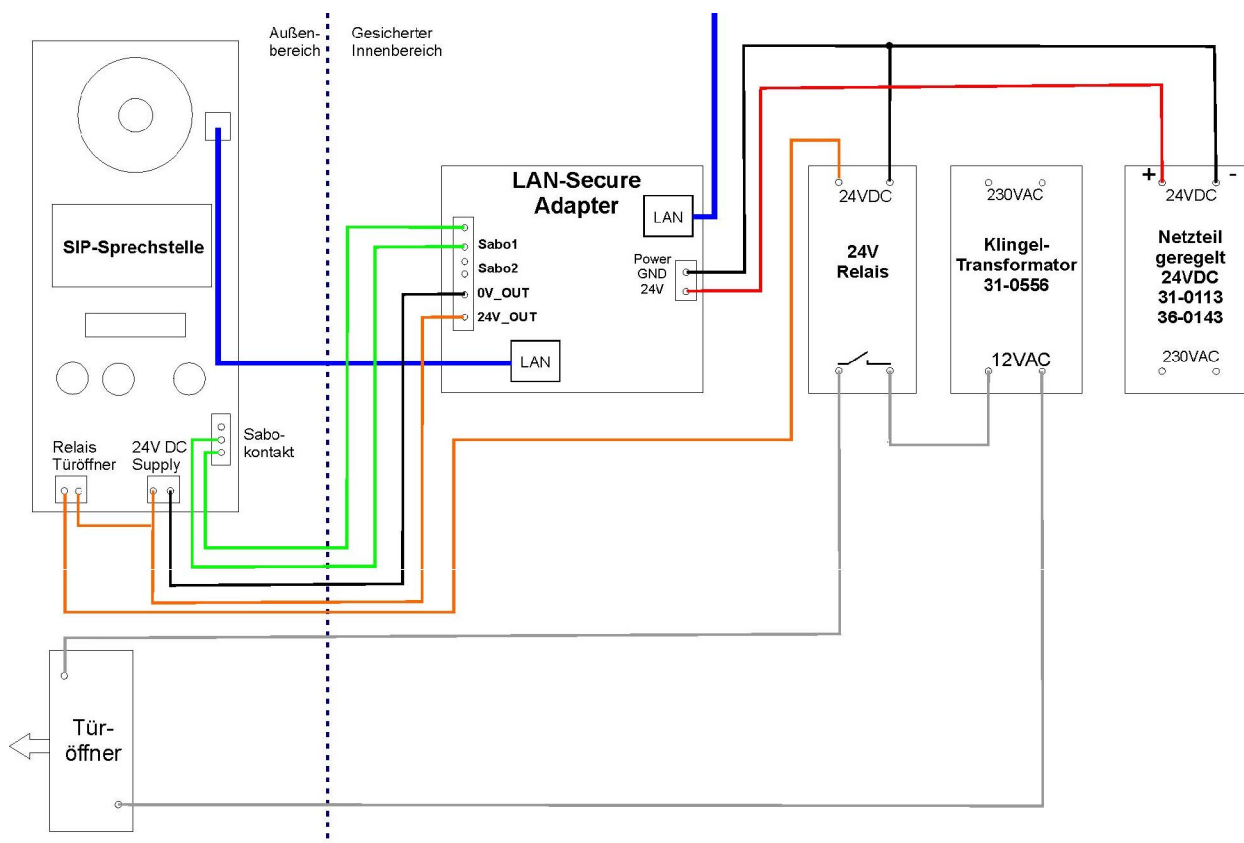 Außen-
bereich
Gesicherter
Innenbereich
SIP-Sprechstelle
Relais
Türöffner
24V DC
Supply
Sabo-
kontakt
Tür-
öffner
LAN-Secure
Adapter
LAN
Sabo1
Sabo2
0V_OUT
24V_OUT
Power
GND
24V
LAN
24VDC
24V
Relais
230VAC
Klingel-
Transformator
31-0556
12VAC
+ -
24VDC
Netzteil
geregelt
24VDC
31-0113
36-0143
230VAC